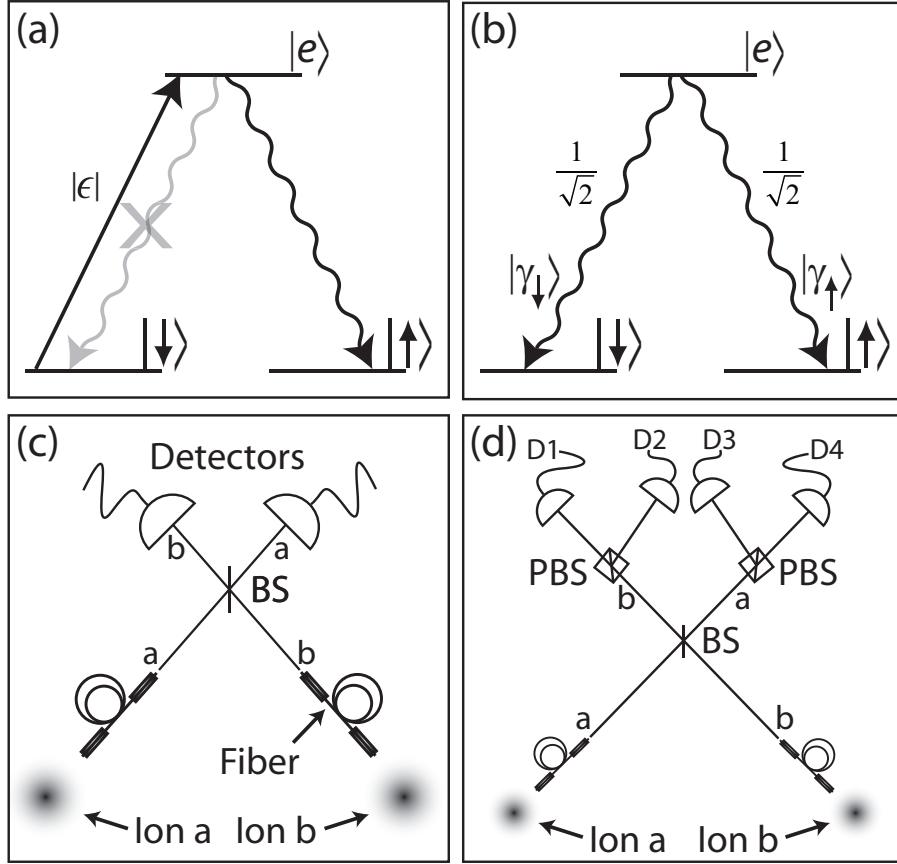 (a)
|e⟩
|ϵ|
|↓⟩
|↑⟩
(b)
|e⟩
1/√2
1/√2
|γ↓⟩
|γ↑⟩
|↓⟩
|↑⟩
(c)
Detectors
b a
BS
a b
Fiber
Ion a Ion b
(d)
D1 D2 D3 D4
PBS PBS
b a
BS
a b
Ion a Ion b